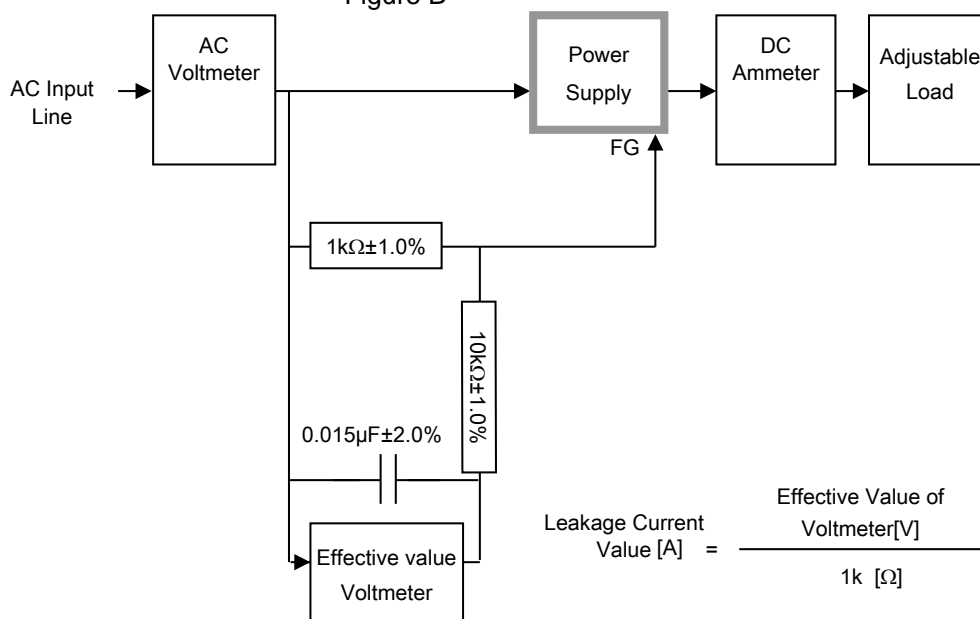 Figure D
AC
Voltmeter
Power
Supply
DC
Ammeter
Adjustable
Load
AC Input
Line
FG
1kΩ±1.0%
10kΩ±1.0%
0.015µF±2.0%
Effective value
Voltmeter
Leakage Current
Value [A] =
Effective Value of
Voltmeter[V]
1k [Ω]